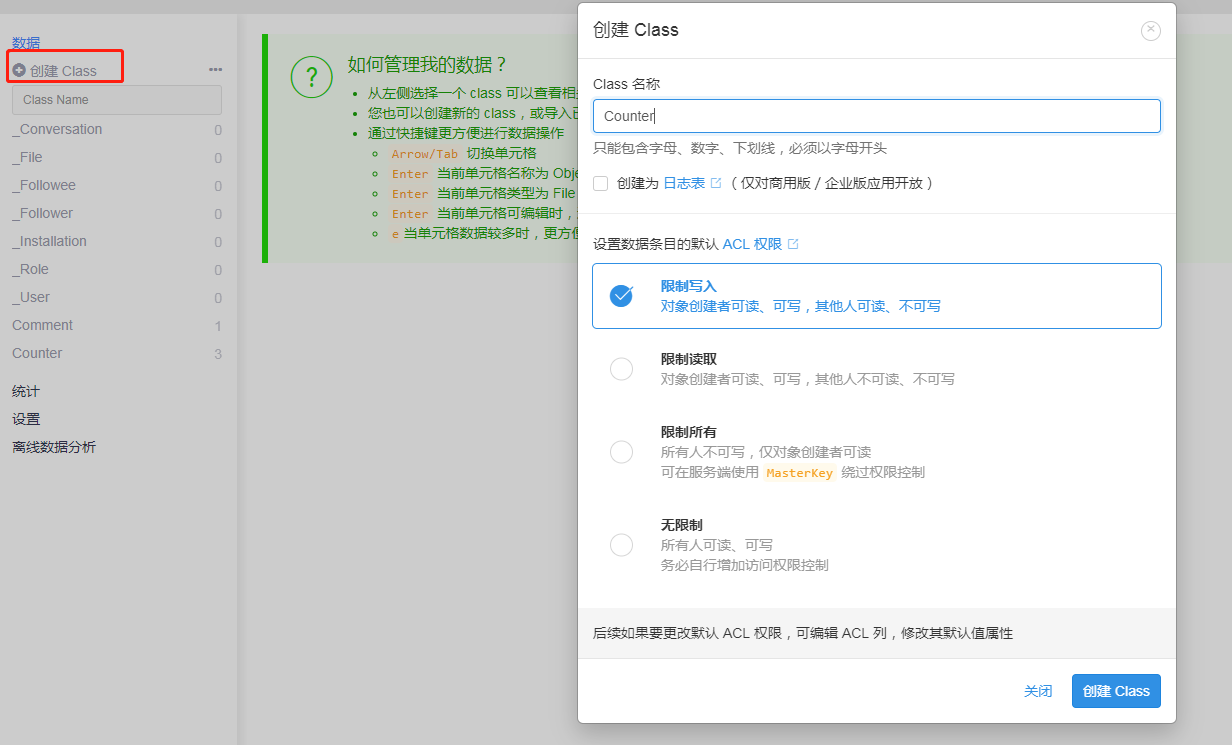 数据
创建 Class
Class Name
_Conversation 0
_File 0
_Followee 0
_Follower 0
_Installation 0
_Role 0
_User 0
Comment 1
Counter 3
统计
设置
离线数据分析
如何管理我的数据？
从左侧选择一个 class 可以查看相
您也可以创建新的 class，或导入
通过快捷键更方便进行数据操作
Arrow/Tab 切换单元格
Enter 当前单元格名称为 Obje
Enter 当前单元格类型为 File
Enter 当前单元格可编辑时，
e 当单元格数据较多时，更方便
创建 Class
Class 名称
Counter
只能包含字母、数字、下划线，必须以字母开头
创建为 日志表 （ 仅对商用版 / 企业版应用开放 ）
设置数据条目的默认 ACL 权限
限制写入
对象创建者可读、可写，其他人可读、不可写
限制读取
对象创建者可读、可写，其他人不可读、不可写
限制所有
所有人不可写，仅对象创建者可读
可在服务端使用 MasterKey 绕过权限控制
无限制
所有人可读、可写
务必自行增加访问权限控制
后续如果要更改默认 ACL 权限，可编辑 ACL 列，修改其默认值属性
关闭
创建 Class